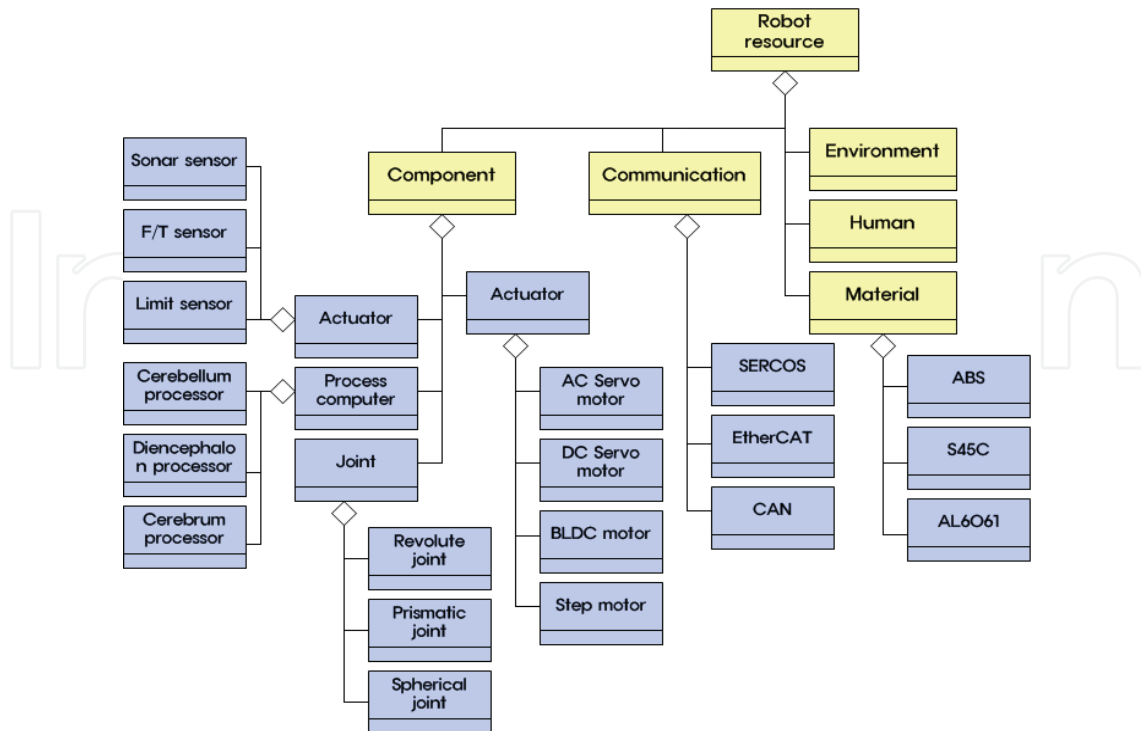 Robot
resource
Environment
Human
Material
Component
Communication
Sonar sensor
F/T sensor
Limit sensor
Actuator
Actuator
Cerebellum
processor
Process
computer
Diencephalo
n processor
Joint
Cerebrum
processor
Revolute
joint
Prismatic
joint
Spherical
joint
AC Servo
motor
DC Servo
motor
BLDC motor
Step motor
SERCOS
EtherCAT
CAN
ABS
S45C
AL6O61